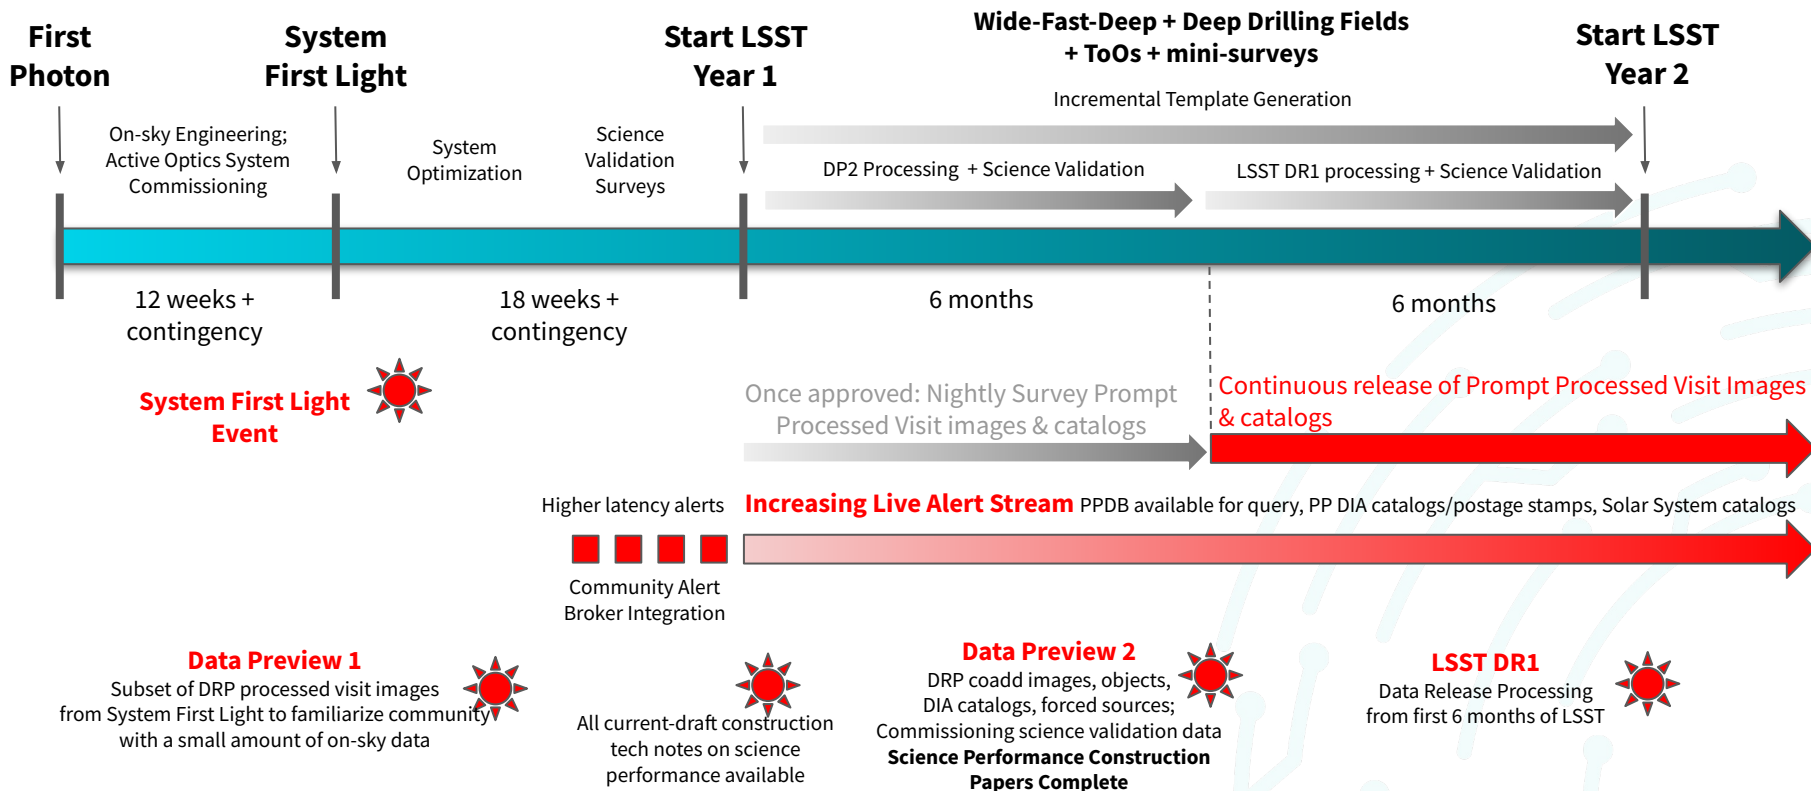 First
Photon
System
First Light
Start LSST
Year 1
Wide-Fast-Deep + Deep Drilling Fields
+ ToOs + mini-surveys
Start LSST
Year 2
Incremental Template Generation
On-sky Engineering;
Active Optics System
Commissioning
System
Optimization
Science
Validation
Surveys
DP2 Processing + Science Validation
LSST DR1 processing + Science Validation
12 weeks +
contingency
18 weeks +
contingency
6 months
6 months
System First Light
Event
Once approved: Nightly Survey Prompt
Processed Visit images & catalogs
Continuous release of Prompt Processed Visit Images
& catalogs
Higher latency alerts
Increasing Live Alert Stream PPDB available for query, PP DIA catalogs/postage stamps, Solar System catalogs
Community Alert
Broker Integration
Data Preview 1
Subset of DRP processed visit images
from System First Light to familiarize community
with a small amount of on-sky data
All current-draft construction
tech notes on science
performance available
Data Preview 2
DRP coadd images, objects,
DIA catalogs, forced sources;
Commissioning science validation data
Science Performance Construction
Papers Complete
LSST DR1
Data Release Processing
from first 6 months of LSST